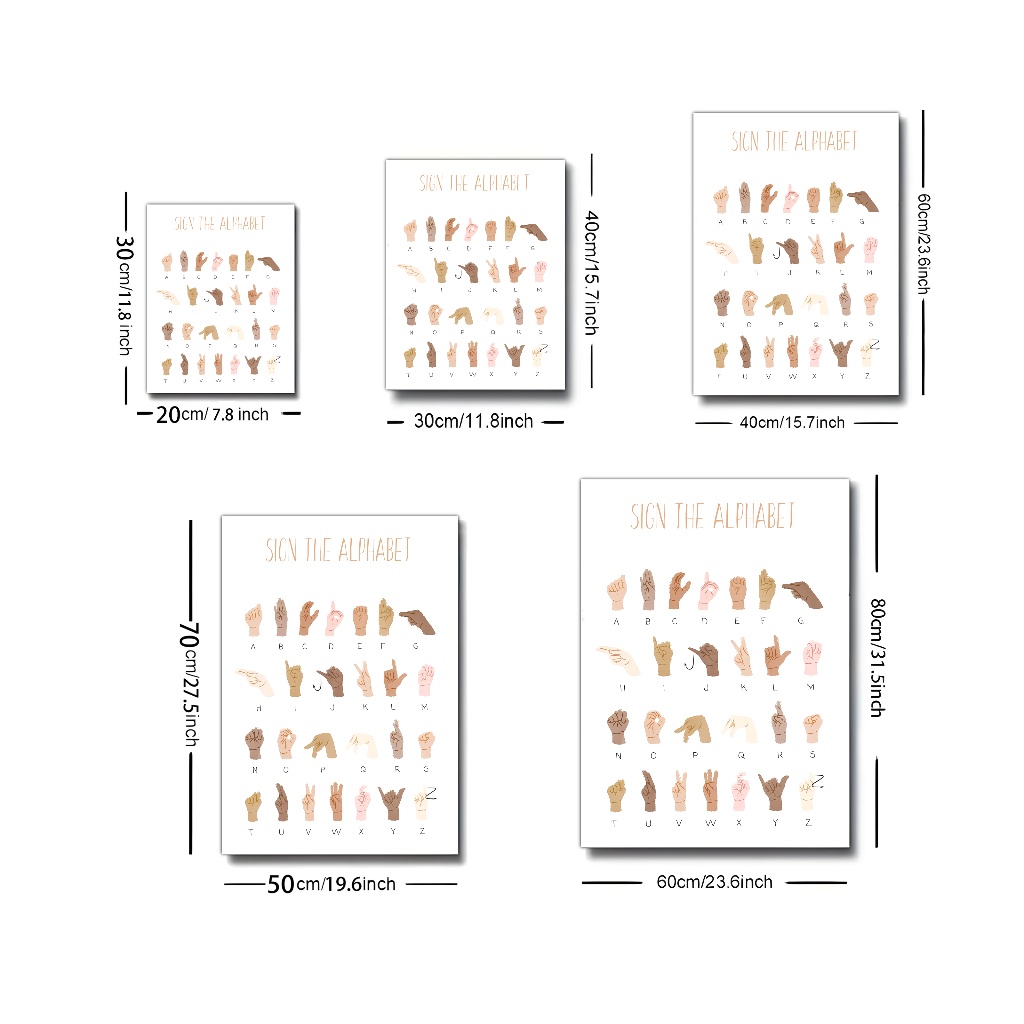 SIGN THE ALPHABET
A B C D E F G
H I J K L M
N O P Q R S
T U V W X Y Z
30cm/11.8 inch
20cm/ 7.8 inch
SIGN THE ALPHABET
A B C D E F G
H I J K L M
N O P Q R S
T U V W X Y Z
40cm/15.7inch
30cm/11.8inch
SIGN THE ALPHABET
A B C D E F G
H I J K L M
N O P Q R S
T U V W X Y Z
60cm/23.6inch
40cm/15.7inch
SIGN THE ALPHABET
A B C D E F G
H I J K L M
N O P Q R S
T U V W X Y Z
70cm/27.5inch
50cm/19.6inch
SIGN THE ALPHABET
A B C D E F G
H I J K L M
N O P Q R S
T U V W X Y Z
80cm/31.5inch
60cm/23.6inch